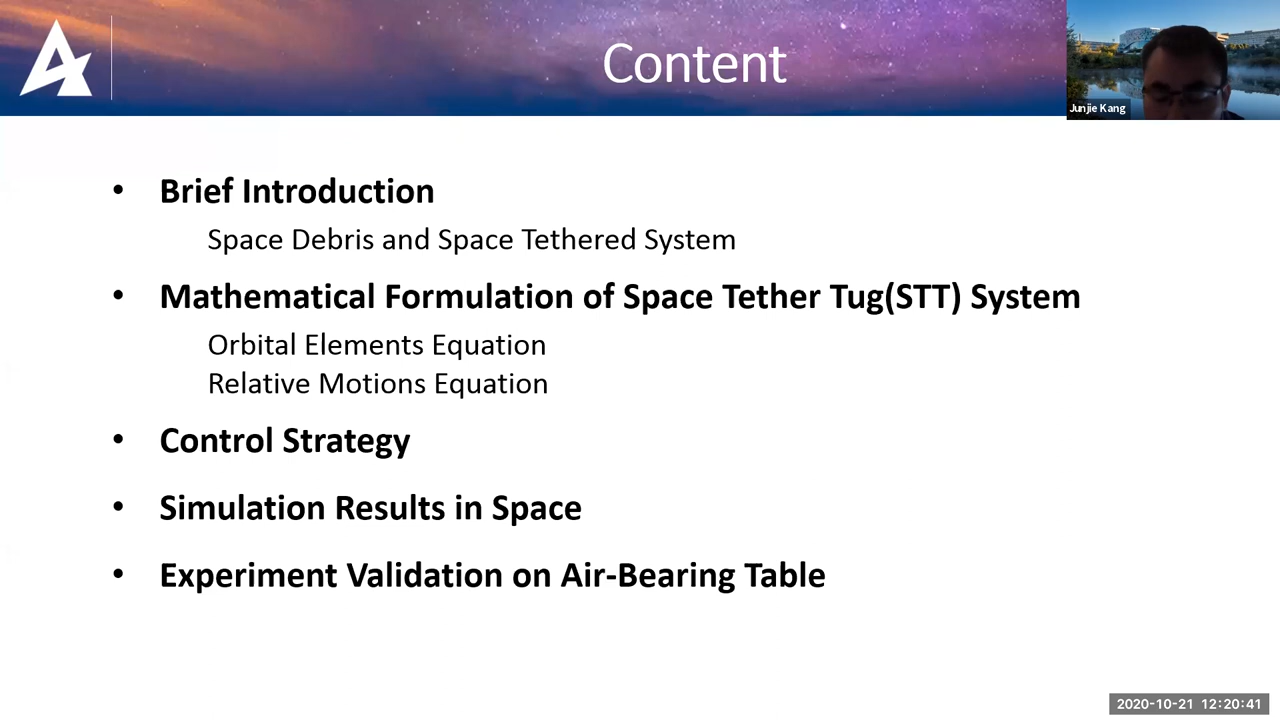 Content
Junjie Kang
• Brief Introduction
Space Debris and Space Tethered System
• Mathematical Formulation of Space Tether Tug(STT) System
Orbital Elements Equation
Relative Motions Equation
• Control Strategy
• Simulation Results in Space
• Experiment Validation on Air-Bearing Table
2020-10-21 12:20:41